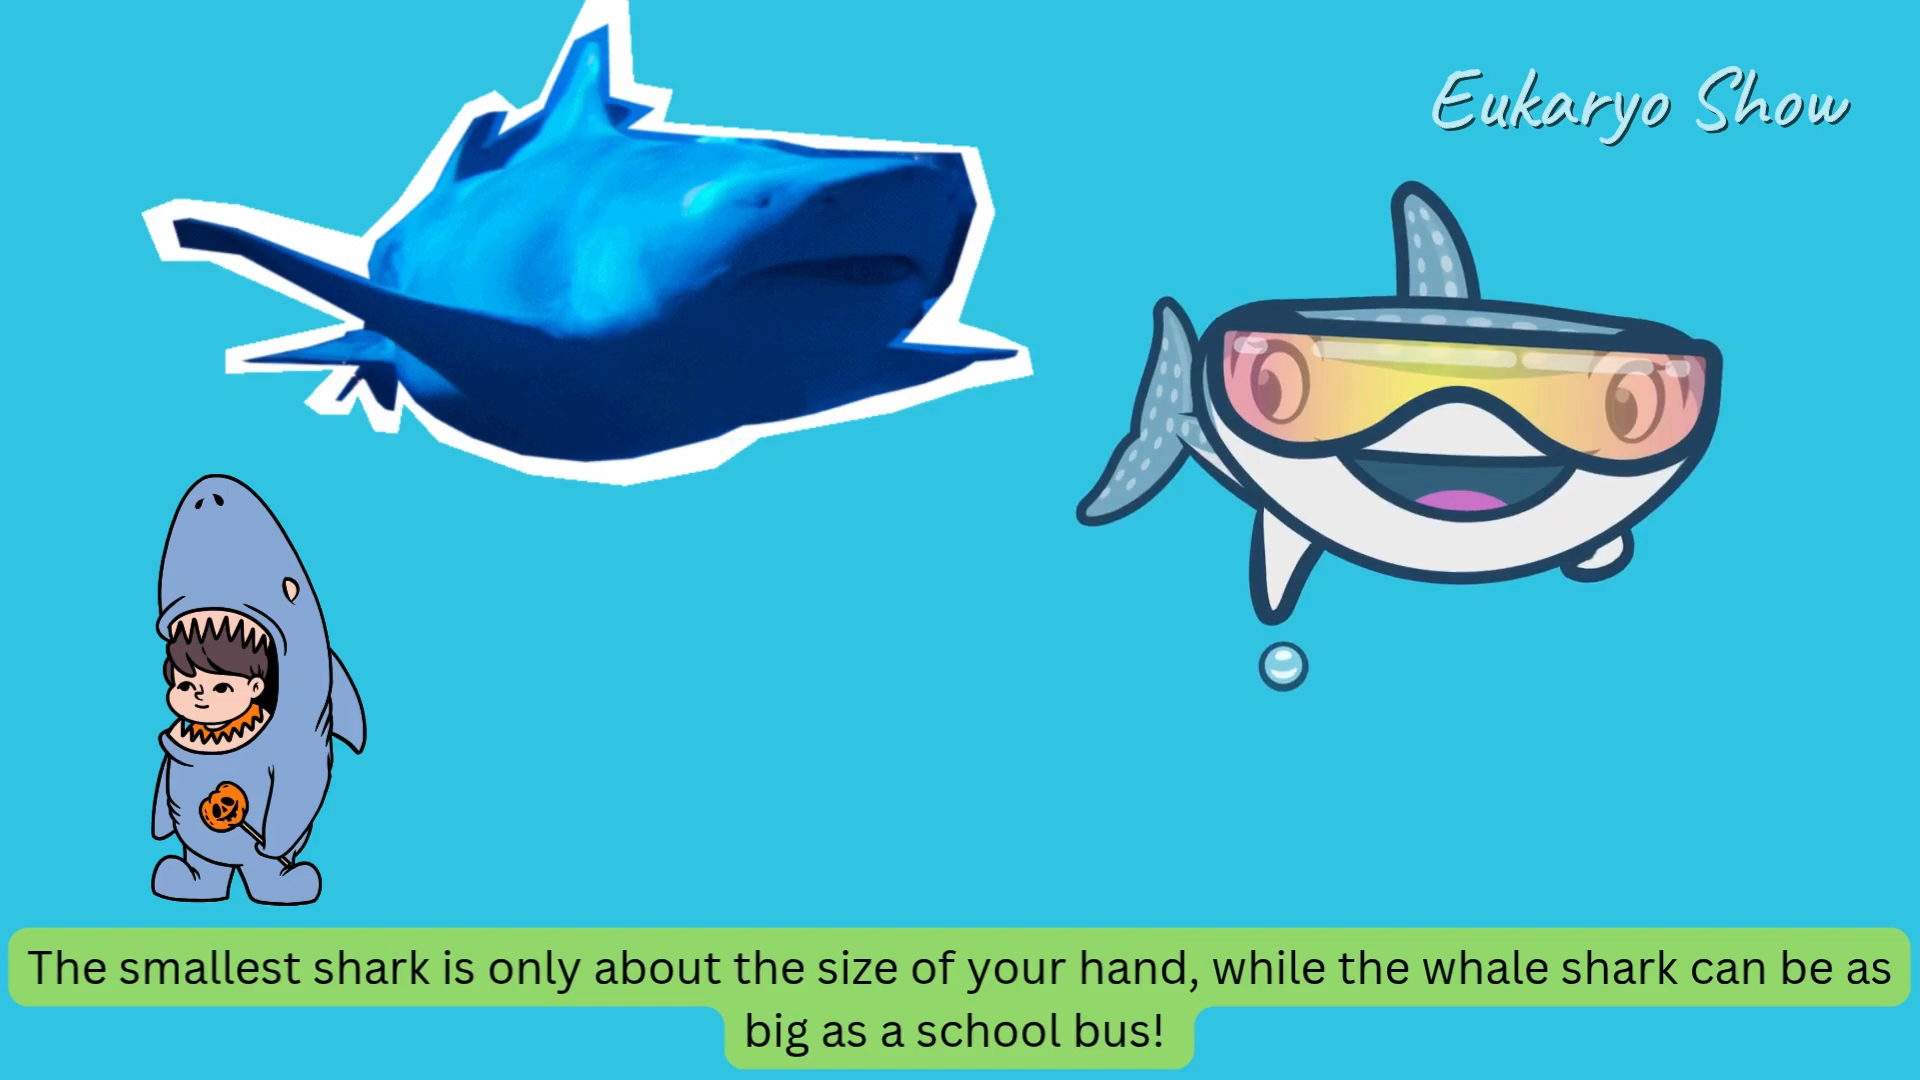 Eukaryo Show
The smallest shark is only about the size of your hand, while the whale shark can be as
big as a school bus!